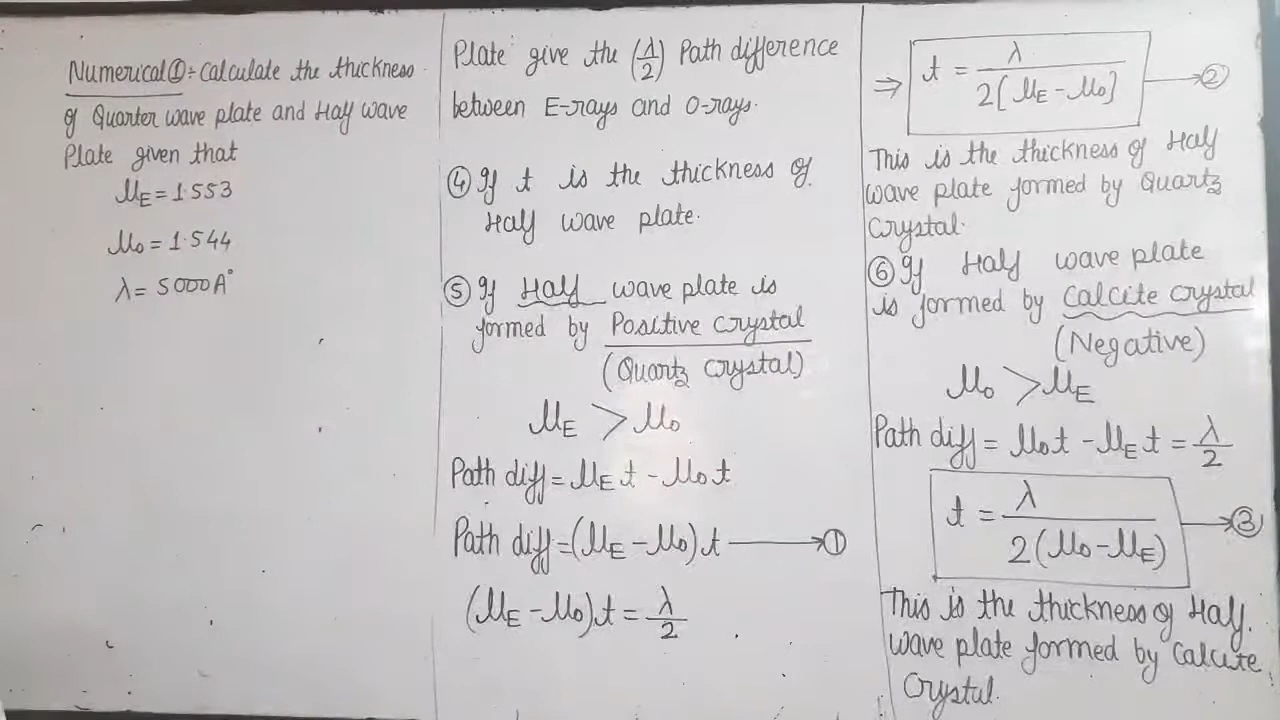 Numerical ① :- Calculate the thickness
of Quarter wave plate and Half wave
Plate given that
μE = 1.553
μo = 1.544
λ = 5000A°
Plate give the (λ/2) Path difference
between E-rays and O-rays.
④ If t is the thickness of
Half wave plate.
⑤ If Half wave plate is
formed by Positive crystal
(Quartz crystal)
μE > μo
Path diff = μE t - μo t
Path diff = (μE - μo) t → ①
(μE - μo) t = λ/2
⇒ t = λ/2[μE - μo] → ②
This is the thickness of Half
wave plate formed by Quartz
Crystal.
⑥ If Half wave plate
is formed by Calcite crystal
(Negative)
μo > μE
Path diff = μo t - μE t = λ/2
t = λ/2(μo - μE) → ③
This is the thickness of Half.
wave plate formed by Calcite
Crystal.